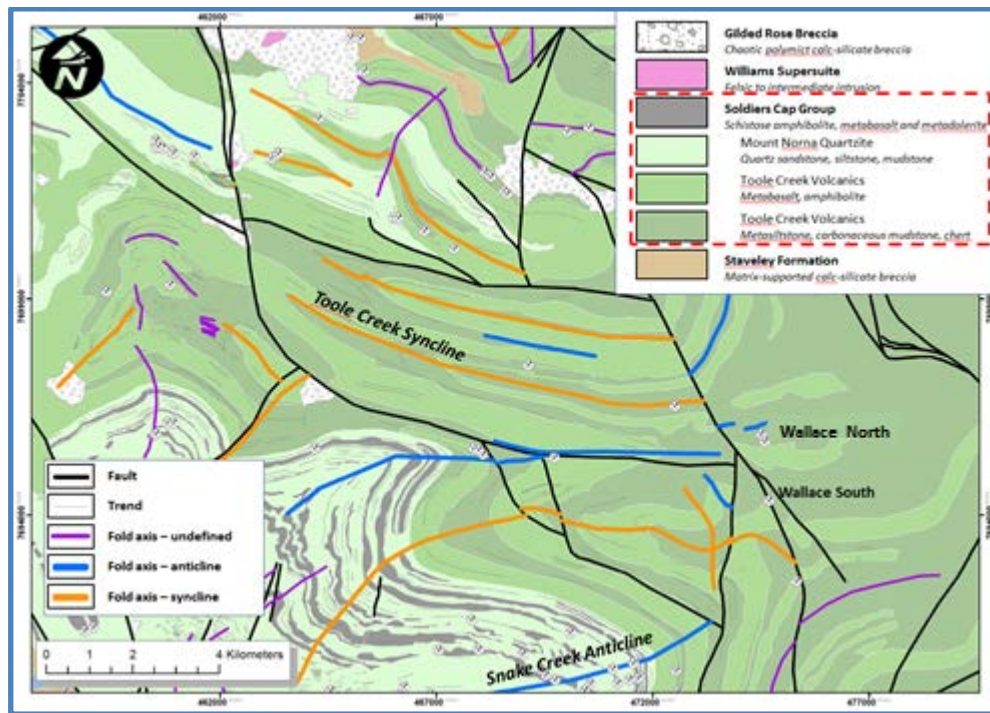 462000
467000
N
7704000
7699000
7694000
Gilded Rose Breccia
Chaotic polymict calc-silicate breccia
Williams Supersuite
Felsic to intermediate intrusion
Soldiers Cap Group
Schistose amphibolite, metabasalt and metadolerite
Mount Norna Quartzite
Quartz sandstone, siltstone, mudstone
Toole Creek Volcanics
Metabasalt, amphibolite
Toole Creek Volcanics
Metasiltstone, carbonaceous mudstone, chert
Staveley Formation
Matrix-supported calc-silicate breccia
Toole Creek Syncline
Wallace North
Wallace South
Fault
Trend
Fold axis – undefined
Fold axis – anticline
Fold axis – syncline
0 1 2 4 Kilometers
Snake Creek Anticline
462000
467000
472000
477000